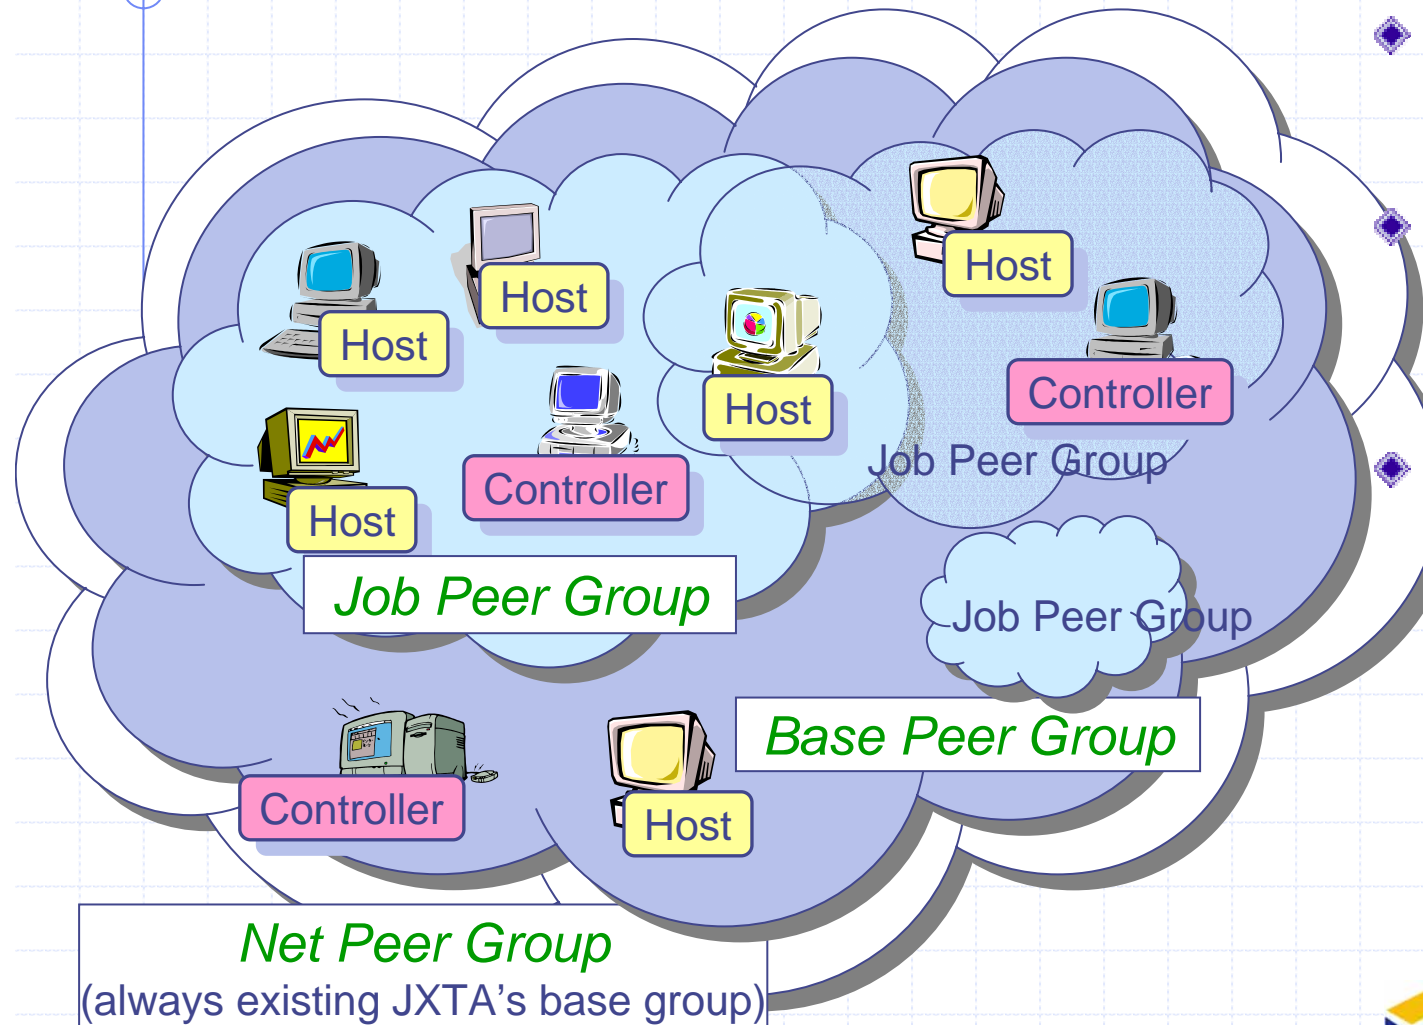 Host
Host
Host
Host
Controller
Host
Controller
Job Peer Group
Controller
Host
Job Peer Group
Job Peer Group
Base Peer Group
Controller
Host
Net Peer Group
(always existing JXTA's base group)